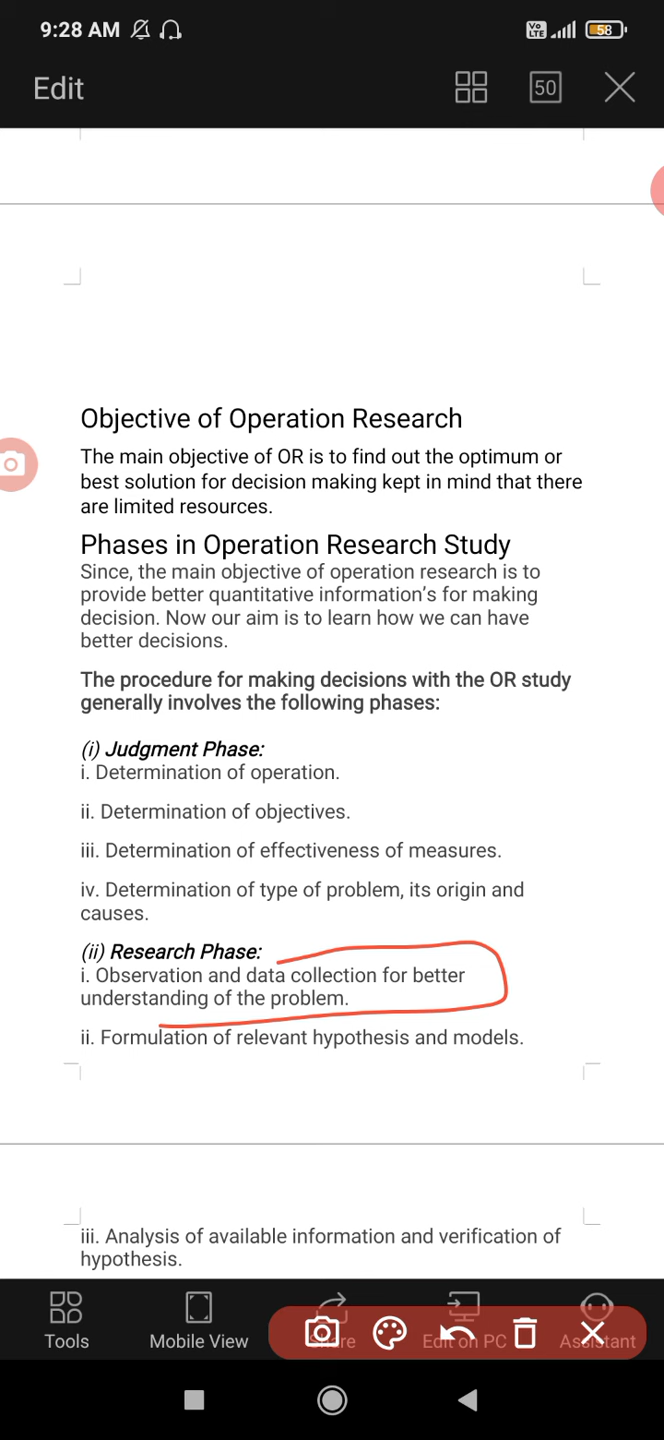 9:28 AM
Vo LTE
58
Edit
50
Objective of Operation Research
The main objective of OR is to find out the optimum or
best solution for decision making kept in mind that there
are limited resources.
Phases in Operation Research Study
Since, the main objective of operation research is to
provide better quantitative information's for making
decision. Now our aim is to learn how we can have
better decisions.
The procedure for making decisions with the OR study
generally involves the following phases:
(i) Judgment Phase:
i. Determination of operation.
ii. Determination of objectives.
iii. Determination of effectiveness of measures.
iv. Determination of type of problem, its origin and
causes.
(ii) Research Phase:
i. Observation and data collection for better
understanding of the problem.
ii. Formulation of relevant hypothesis and models.
iii. Analysis of available information and verification of
hypothesis.
Tools
Mobile View
Share
Edit on PC
Assistant